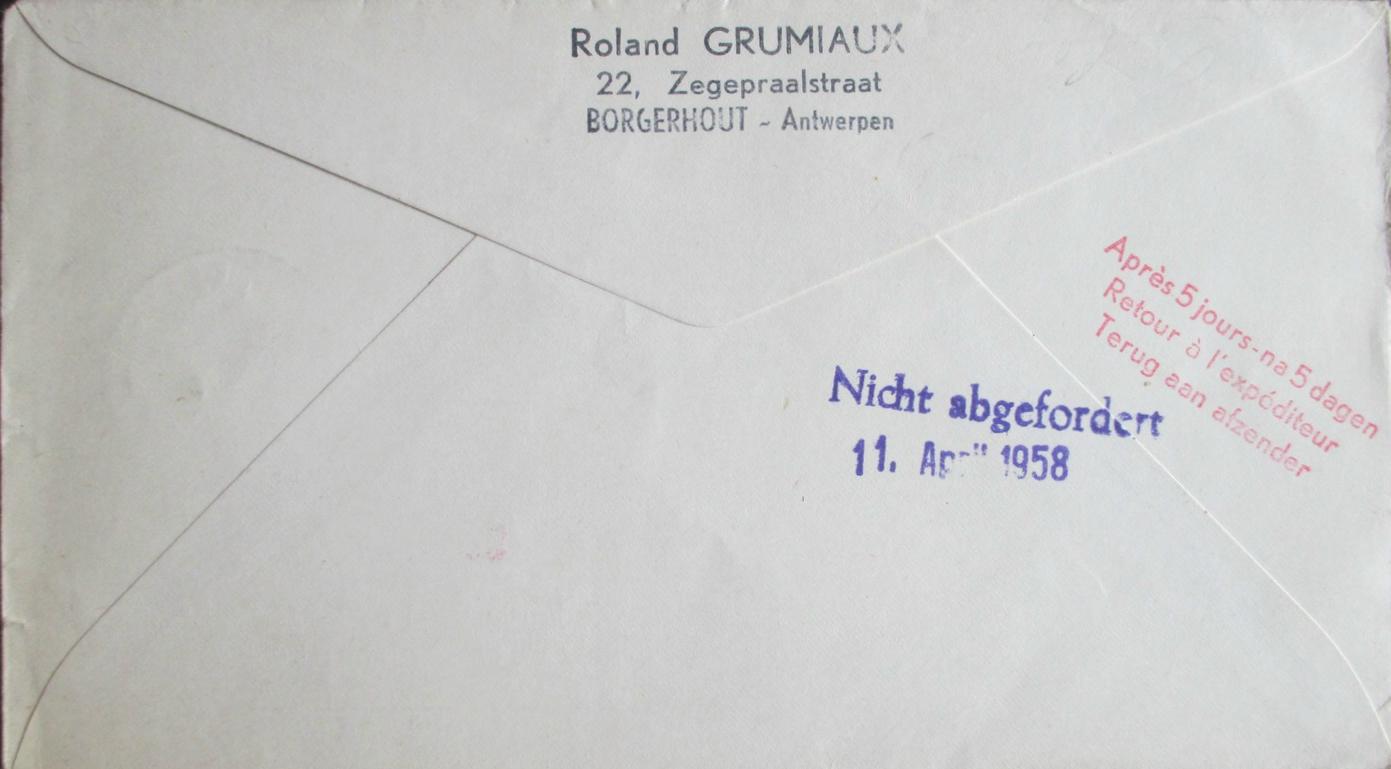 Roland GRUMIAUX
22, Zegepraalstraat
BORGERHOUT - Antwerpen
Après 5 jours-na 5 dagen
Retour à l'expéditeur
Terug aan afzender
Nicht abgefordert
11. April 1958